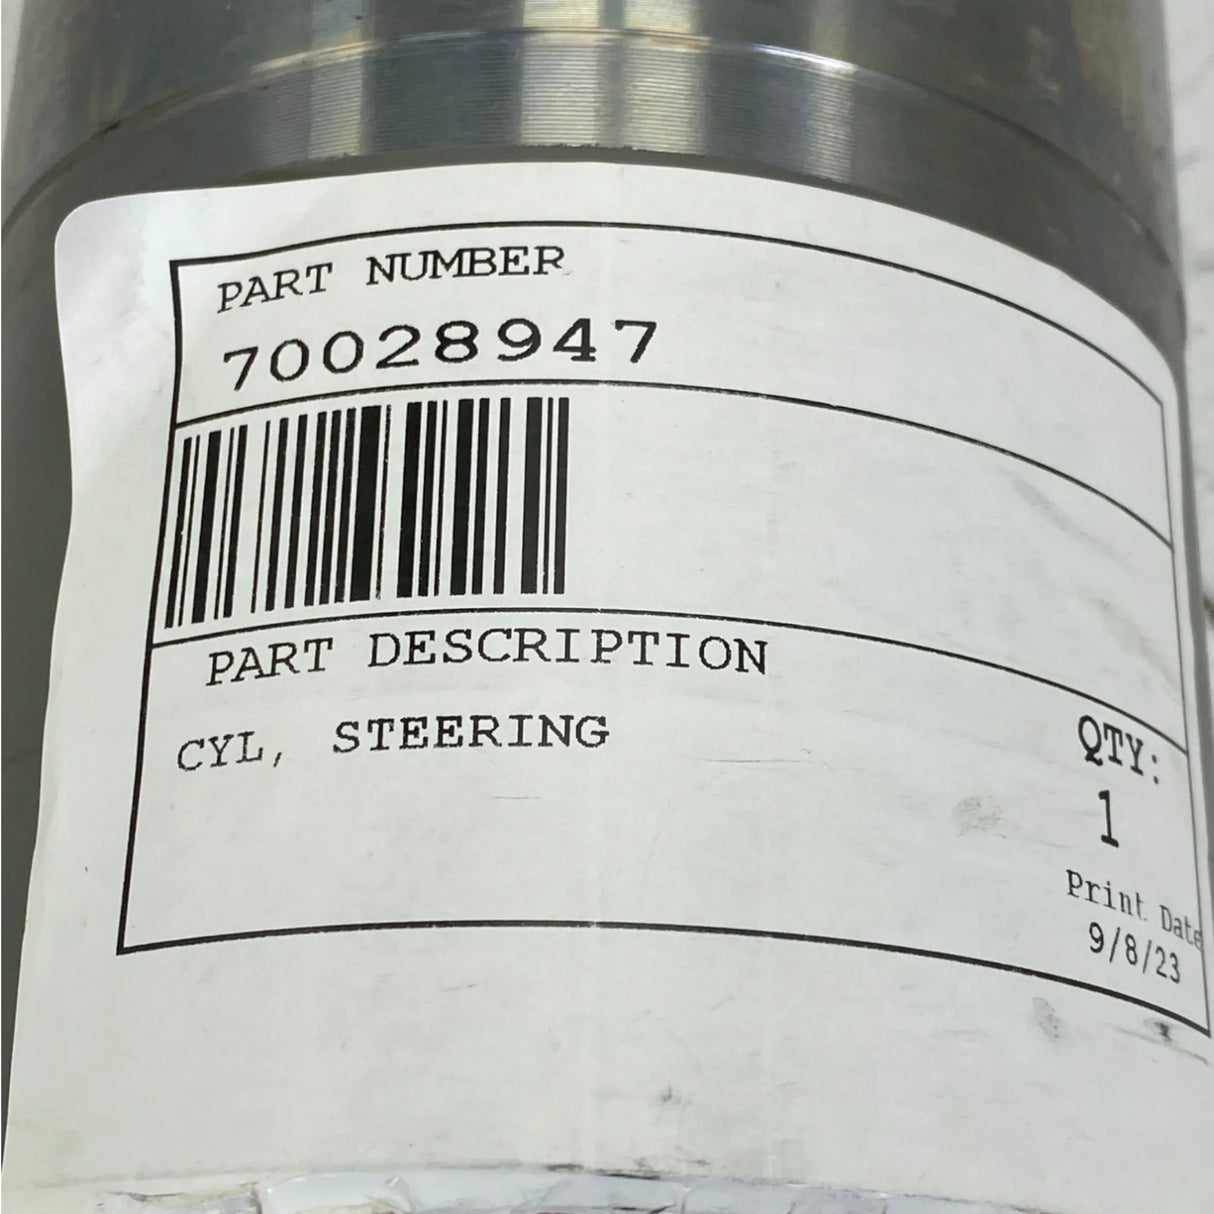 PART NUMBER
70028947
PART DESCRIPTION
CYL, STEERING
QTY:
1
Print Date
9/8/23